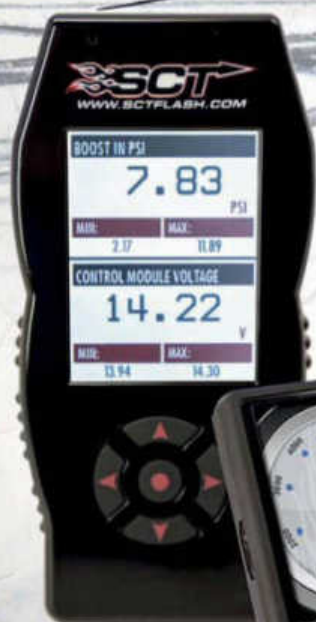 SCT
WWW.SCTFLASH.COM
BOOST IN PSI
7.83
PSI
MIN: MAX:
2.17 11.89
CONTROL MODULE VOLTAGE
14.22
V
MIN: MAX:
13.94 14.30